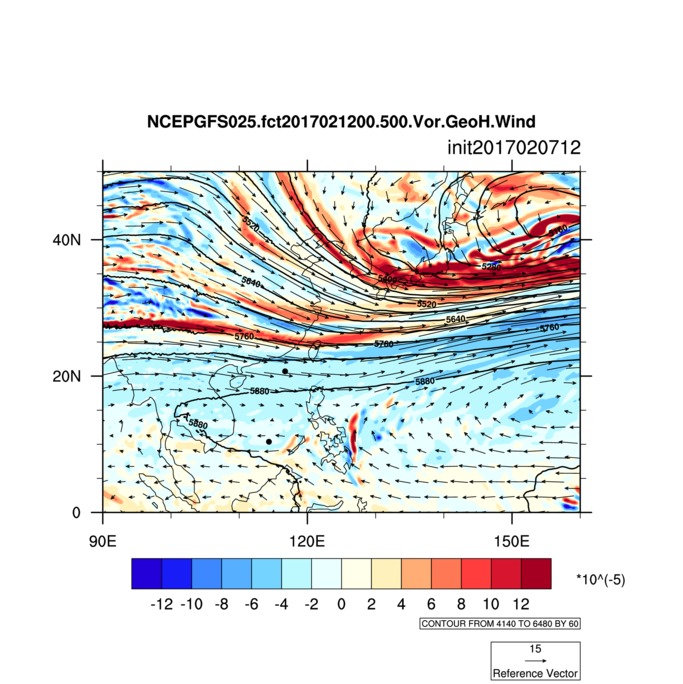 NCEPGFS025.fct2017021200.500.Vor.GeoH.Wind
init2017020712
40N
20N
0
90E 120E 150E
5520
5640
5760
5400
5280
5520
5640
5760
5760
5880
5880
5880
-12 -10 -8 -6 -4 -2 0 2 4 6 8 10 12
*10^(-5)
CONTOUR FROM 4140 TO 6480 BY 60
15
Reference Vector